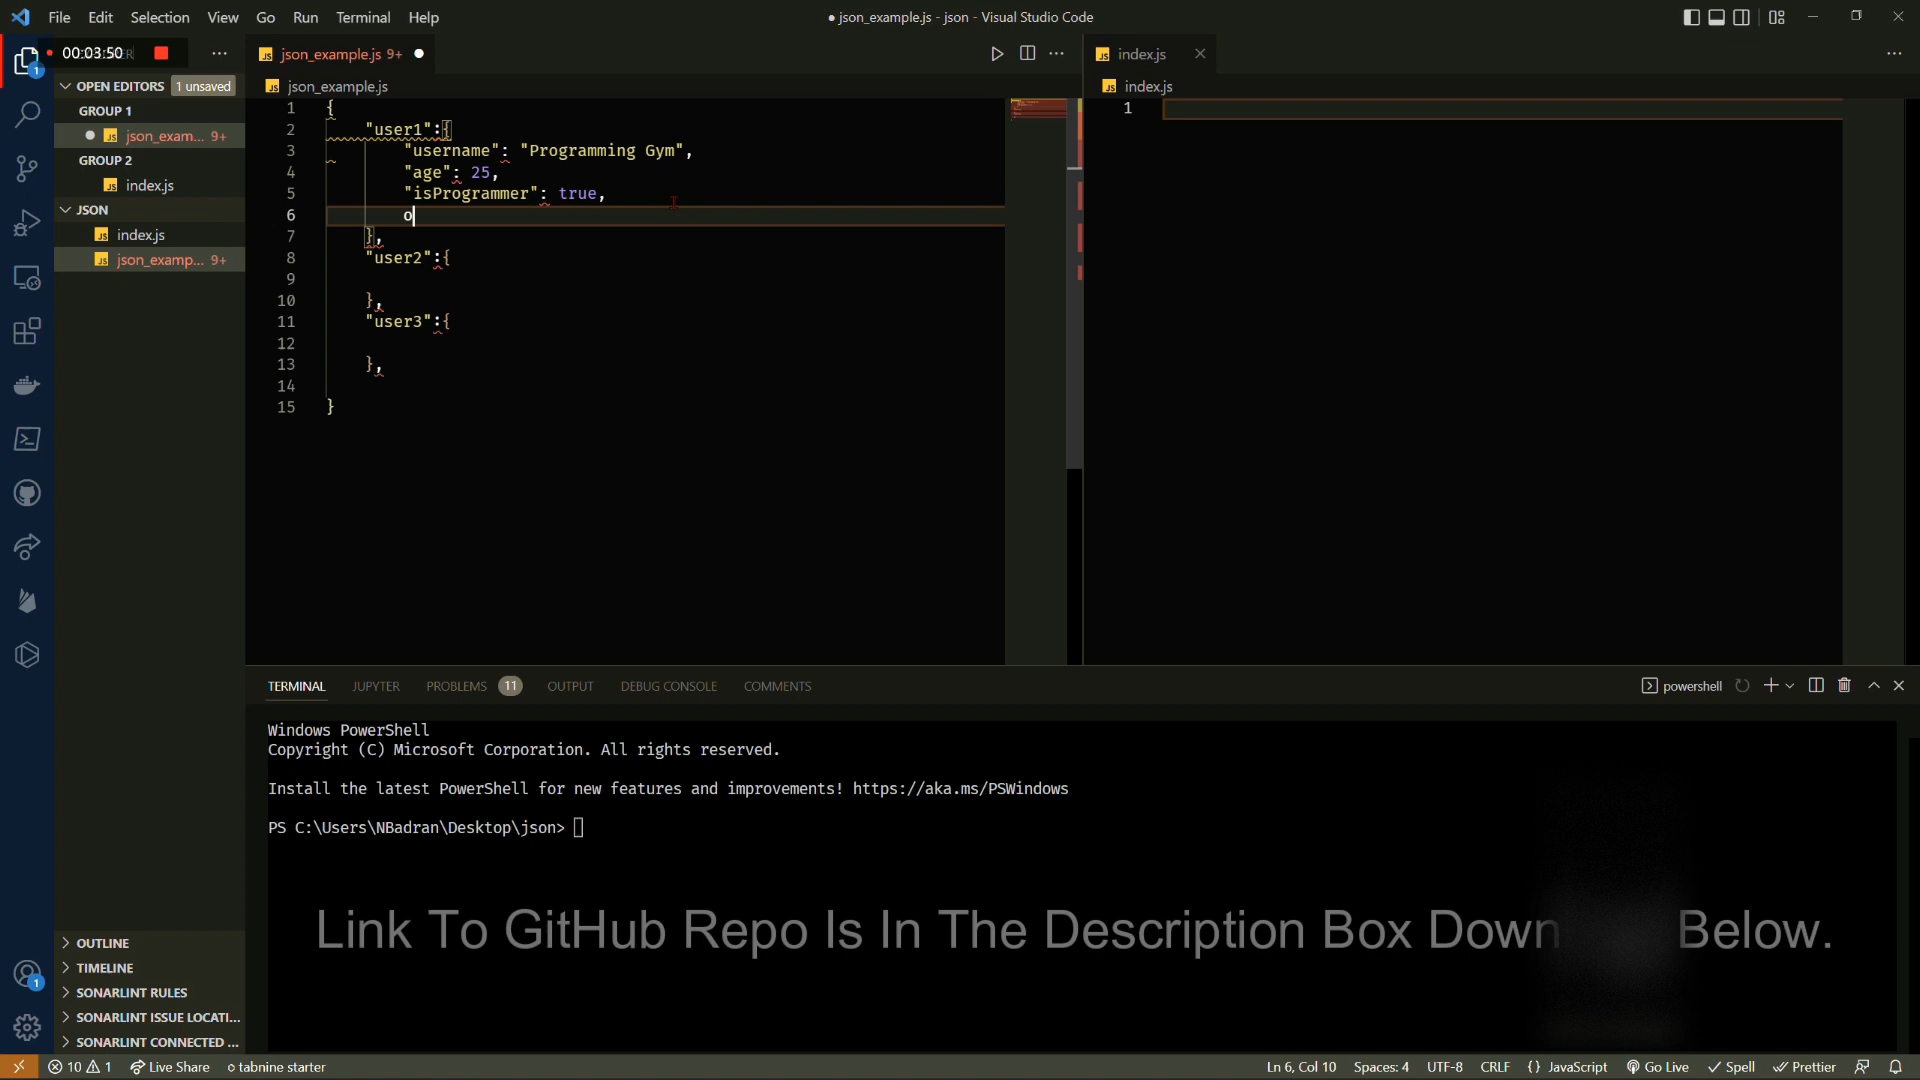 File Edit Selection View Go Run Terminal Help
● json_example.js - json - Visual Studio Code
00:03:50
json_example.js 9+
index.js
OPEN EDITORS 1 unsaved
json_example.js
index.js
GROUP 1
json_exam... 9+
GROUP 2
index.js
JSON
index.js
json_examp... 9+
1 {
2 "user1":{
3 "username": "Programming Gym",
4 "age": 25,
5 "isProgrammer": true,
6 o
7 },
8 "user2":{
9
10 },
11 "user3":{
12
13 },
14
15 }
1
TERMINAL JUPYTER PROBLEMS 11 OUTPUT DEBUG CONSOLE COMMENTS
powershell
Windows PowerShell
Copyright (C) Microsoft Corporation. All rights reserved.
Install the latest PowerShell for new features and improvements! https://aka.ms/PSWindows
PS C:\Users\NBadran\Desktop\json>
Link To GitHub Repo Is In The Description Box Down Below.
OUTLINE
TIMELINE
SONARLINT RULES
SONARLINT ISSUE LOCATI...
SONARLINT CONNECTED ...
1
1
10 1 Live Share tabnine starter
Ln 6, Col 10 Spaces: 4 UTF-8 CRLF {} JavaScript Go Live Spell Prettier